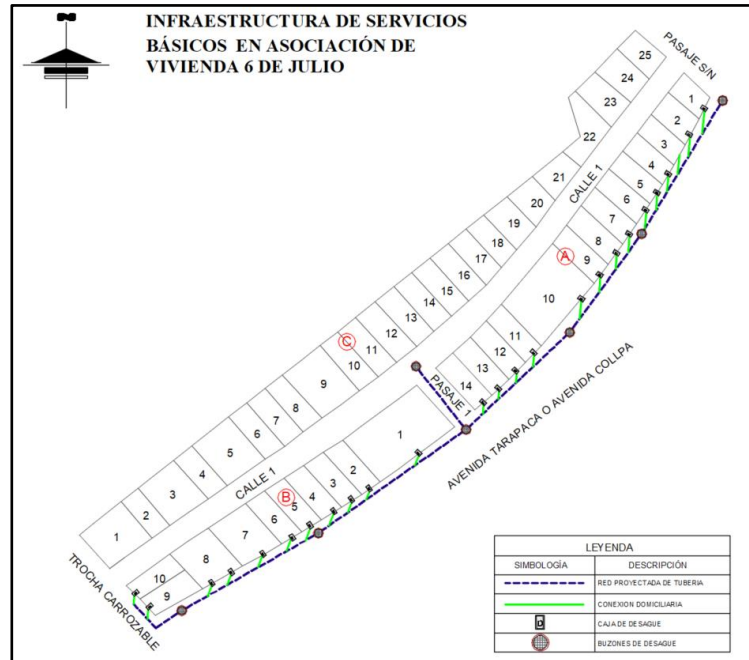 INFRAESTRUCTURA DE SERVICIOS
BÁSICOS EN ASOCIACIÓN DE
VIVIENDA 6 DE JULIO
PASAJE S/N
25
24
23
22
21
20
19
18
17
16
15
14
13
12
11
10
9
8
7
6
5
4
3
2
1
C
CALLE 1
CALLE 1
1
2
3
4
5
6
7
8
9
10
11
12
13
14
A
PASAJE 1
AVENIDA TARAPACA O AVENIDA COLLPA
1
2
3
4
5
6
7
8
10
9
B
TROCHA CARROZABLE
LEYENDA
SIMBOLOGÍA DESCRIPCIÓN
RED PROYECTADA DE TUBERIA
CONEXION DOMICILIARIA
CAJA DE DESAGUE
BUZONES DE DESAGUE